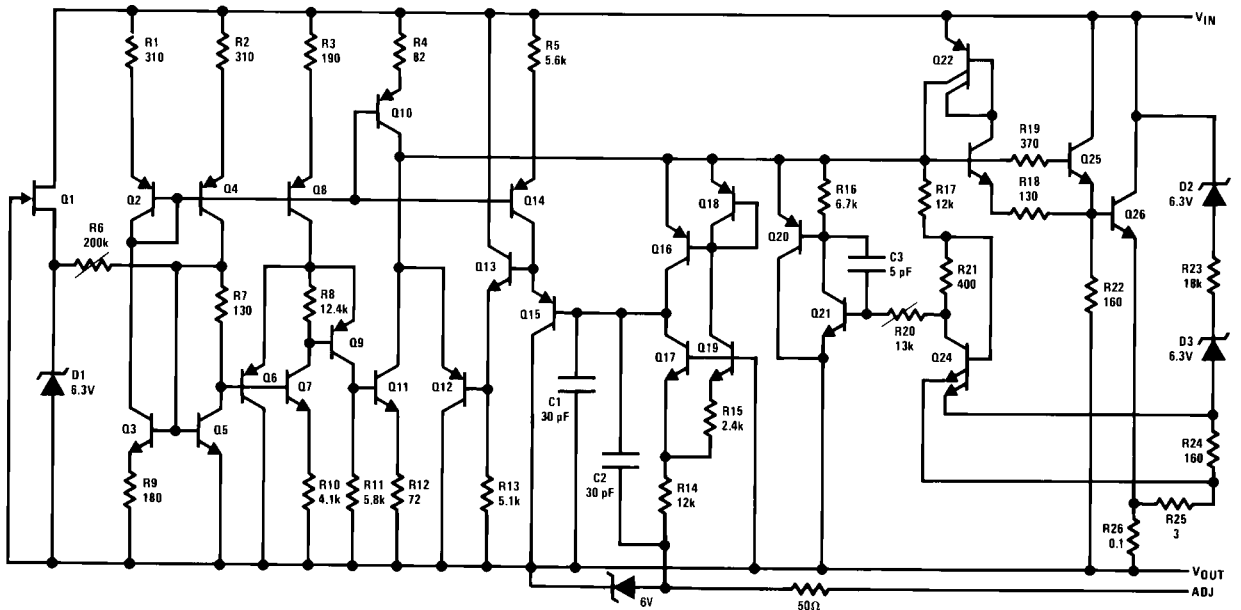 V_IN
R1
310
R2
310
R3
190
R4
82
R5
5.6k
Q22
Q10
R19
370
Q1
Q2
Q4
Q8
Q14
Q18
R16
6.7k
R17
12k
R18
130
Q25
Q26
D2
6.3V
R6
200k
Q13
Q16
Q20
C3
5 pF
R7
130
R8
12.4k
Q15
Q21
R20
13k
R21
400
R22
160
R23
18k
D1
6.3V
Q6
Q7
Q9
Q11
Q12
Q17
Q19
Q24
D3
6.3V
C1
30 pF
R15
2.4k
Q3
Q5
R24
160
R9
180
R10
4.1k
R11
5.8k
R12
72
R13
5.1k
C2
30 pF
R14
12k
R26
0.1
R25
3
V_OUT
ADJ
6V
50Ω